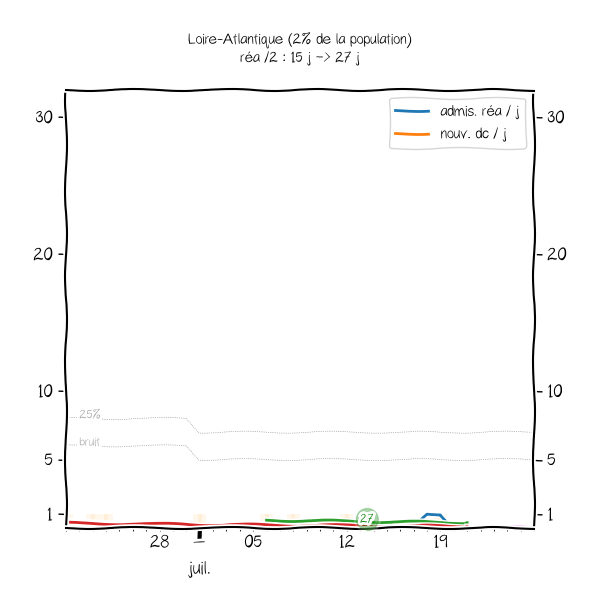 Loire-Atlantique (2% de la population)
réa /2 : 15 j -> 27 j
admis. réa / j
nouv. dc / j
30
30
20
20
10
10
25%
bruit
5
5
1
1
27
28
05
12
19
juil.